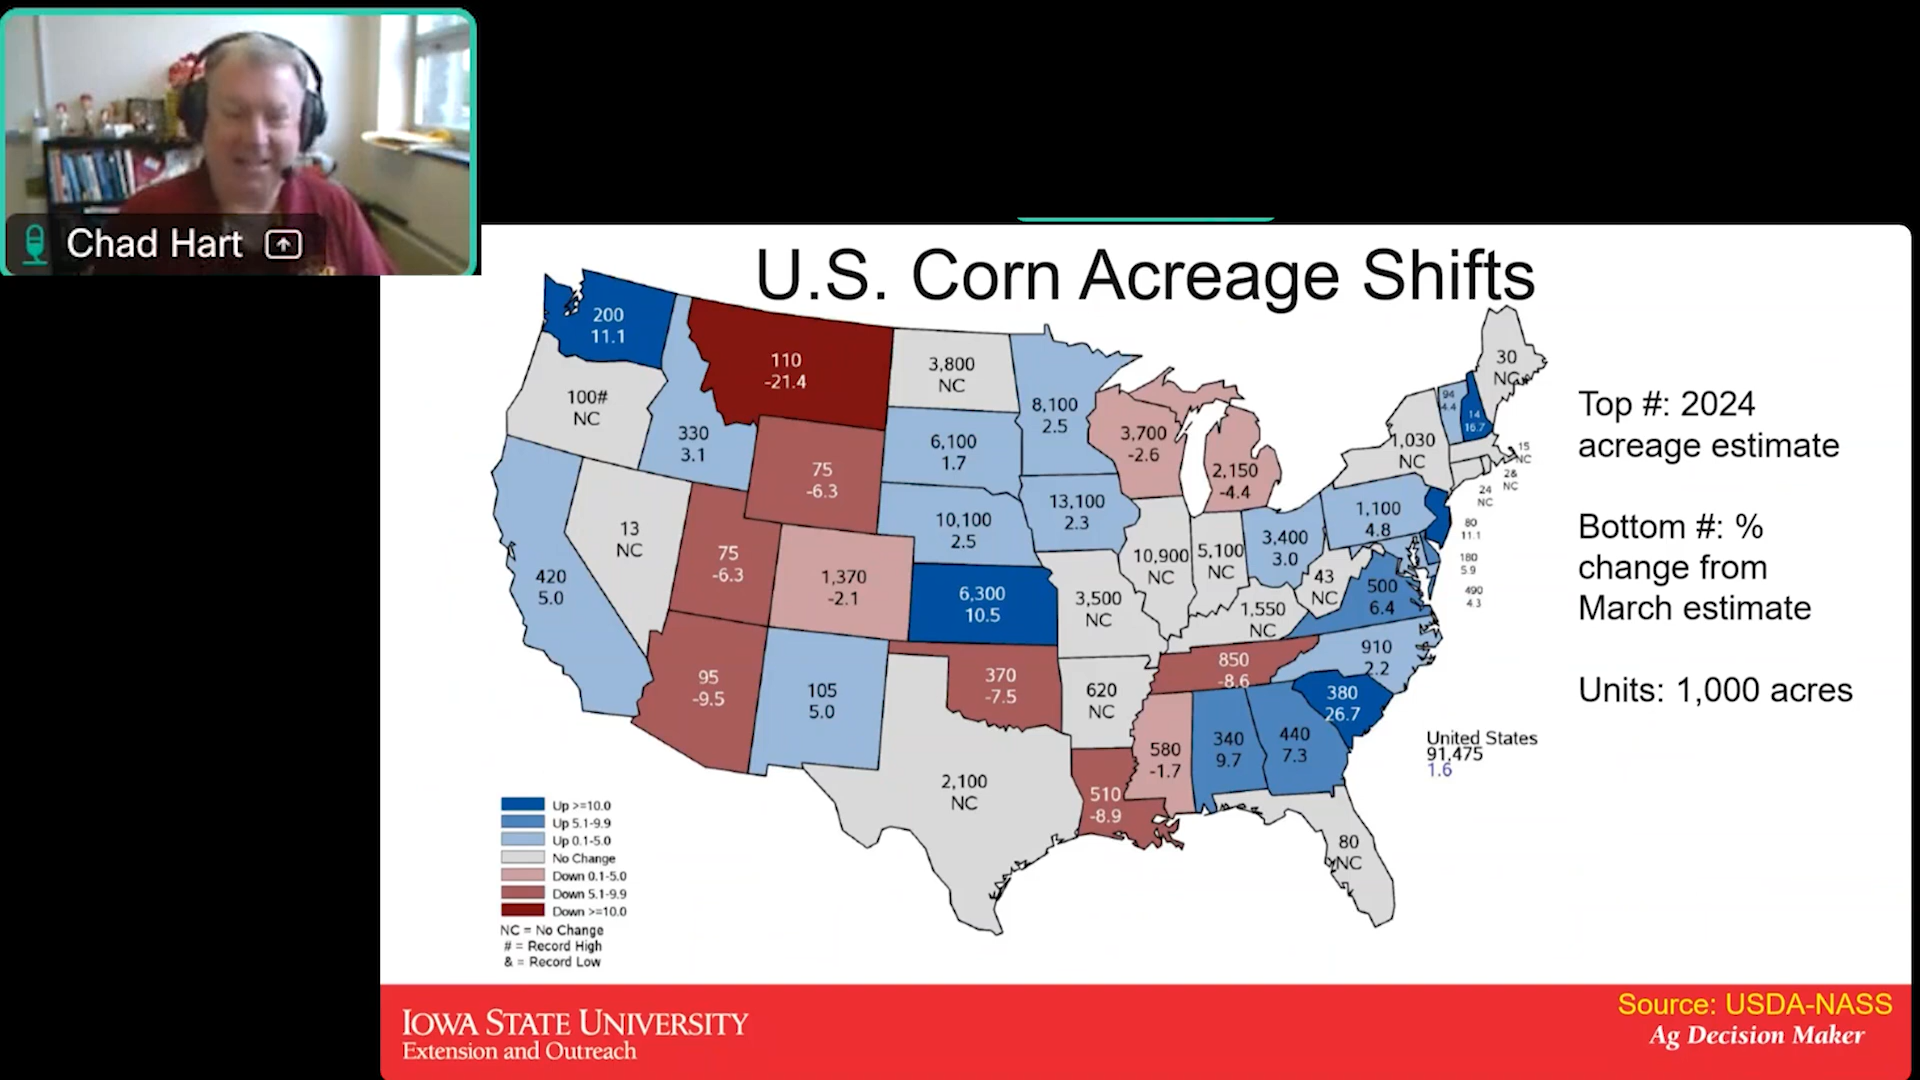 Chad Hart
U.S. Corn Acreage Shifts
200
11.1
100#
NC
110
-21.4
330
3.1
75
-6.3
3,800
NC
6,100
1.7
8,100
2.5
3,700
-2.6
2,150
-4.4
13
NC
75
-6.3
420
5.0
1,370
-2.1
10,100
2.5
13,100
2.3
6,300
10.5
3,500
NC
10,900
NC
5,100
NC
3,400
3.0
43
NC
1,550
NC
1,100
4.8
1,030
NC
94
4.4
14
16.7
30
NC
15
NC
2&
NC
24
NC
80
11.1
180
5.9
490
4.3
500
6.4
910
2.2
95
-9.5
105
5.0
370
-7.5
620
NC
850
-8.6
380
26.7
580
-1.7
340
9.7
440
7.3
2,100
NC
510
-8.9
80
NC
United States
91,475
1.6
Up >=10.0
Up 5.1-9.9
Up 0.1-5.0
No Change
Down 0.1-5.0
Down 5.1-9.9
Down >=10.0
NC = No Change
# = Record High
& = Record Low
Top #: 2024
acreage estimate
Bottom #: %
change from
March estimate
Units: 1,000 acres
IOWA STATE UNIVERSITY
Extension and Outreach
Source: USDA-NASS
Ag Decision Maker